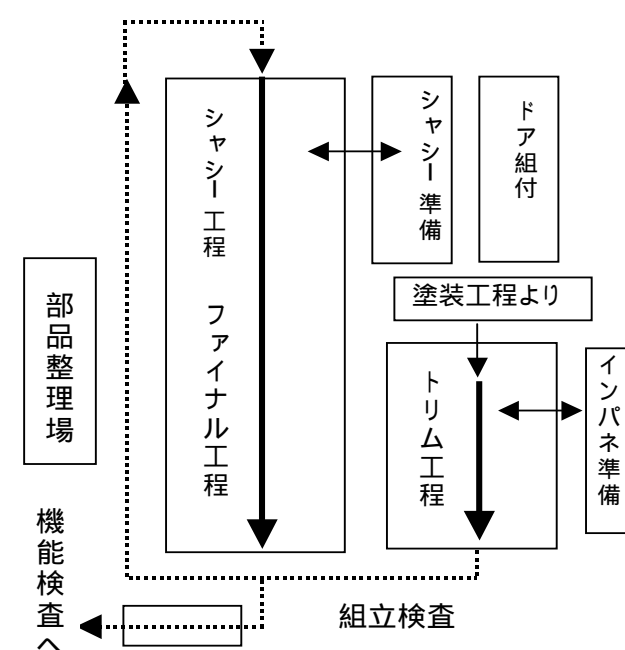 シャシー工程 ファイナル工程
シャシー準備
ドア組付
塗装工程より
トリム工程
インパネ準備
部品整理場
機能検査へ
組立検査